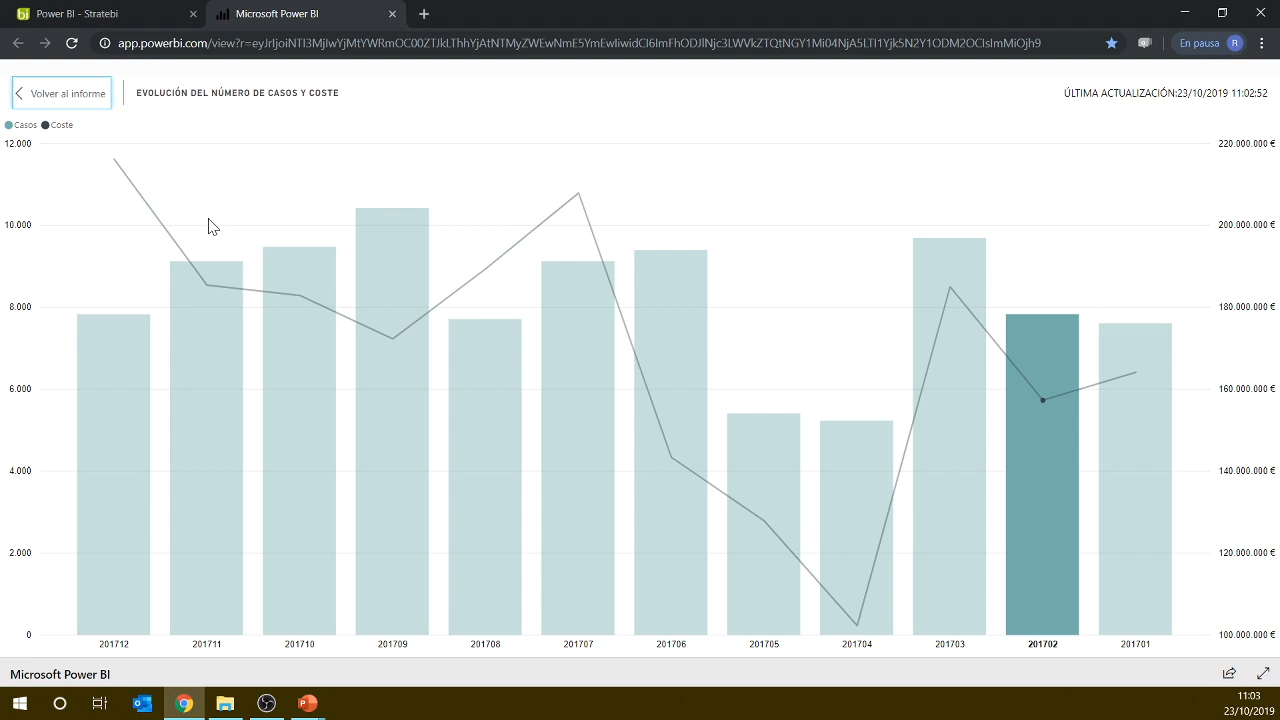 Power BI - Stratebi
Microsoft Power BI
app.powerbi.com/view?r=eyJrIjoiNTI3MjIwYjMtYWRmOC00ZTJkLThhYjAtNTMyZWEwNmE5YmEwIiwidCI6ImFhODJlNjc3LWVkZTQtNGY1Mi04NjA5LTI1Yjk5N2Y1ODM2OCIsImMiOjh9
En pausa
R
Volver al informe
EVOLUCIÓN DEL NÚMERO DE CASOS Y COSTE
ÚLTIMA ACTUALIZACIÓN:23/10/2019 11:02:52
Casos Coste
12.000 220.000.000 €
10.000 200.000.000 €
8.000 180.000.000 €
6.000 160.000.000 €
4.000 140.000.000 €
2.000 120.000.000 €
0 100.000.000 €
201712 201711 201710 201709 201708 201707 201706 201705 201704 201703 201702 201701
Microsoft Power BI
11:03
23/10/2019